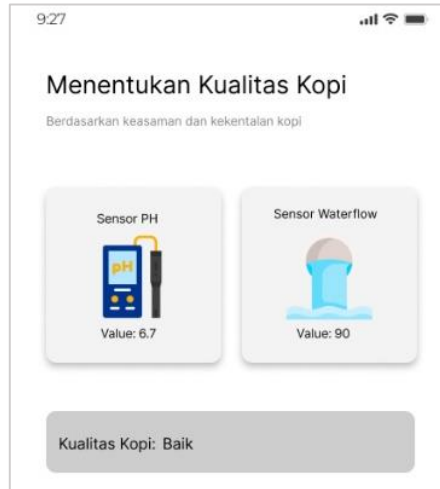 9:27
Menentukan Kualitas Kopi
Berdasarkan keasaman dan kekentalan kopi
Sensor PH
Sensor Waterflow
pH
Value: 6.7
Value: 90
Kualitas Kopi: Baik